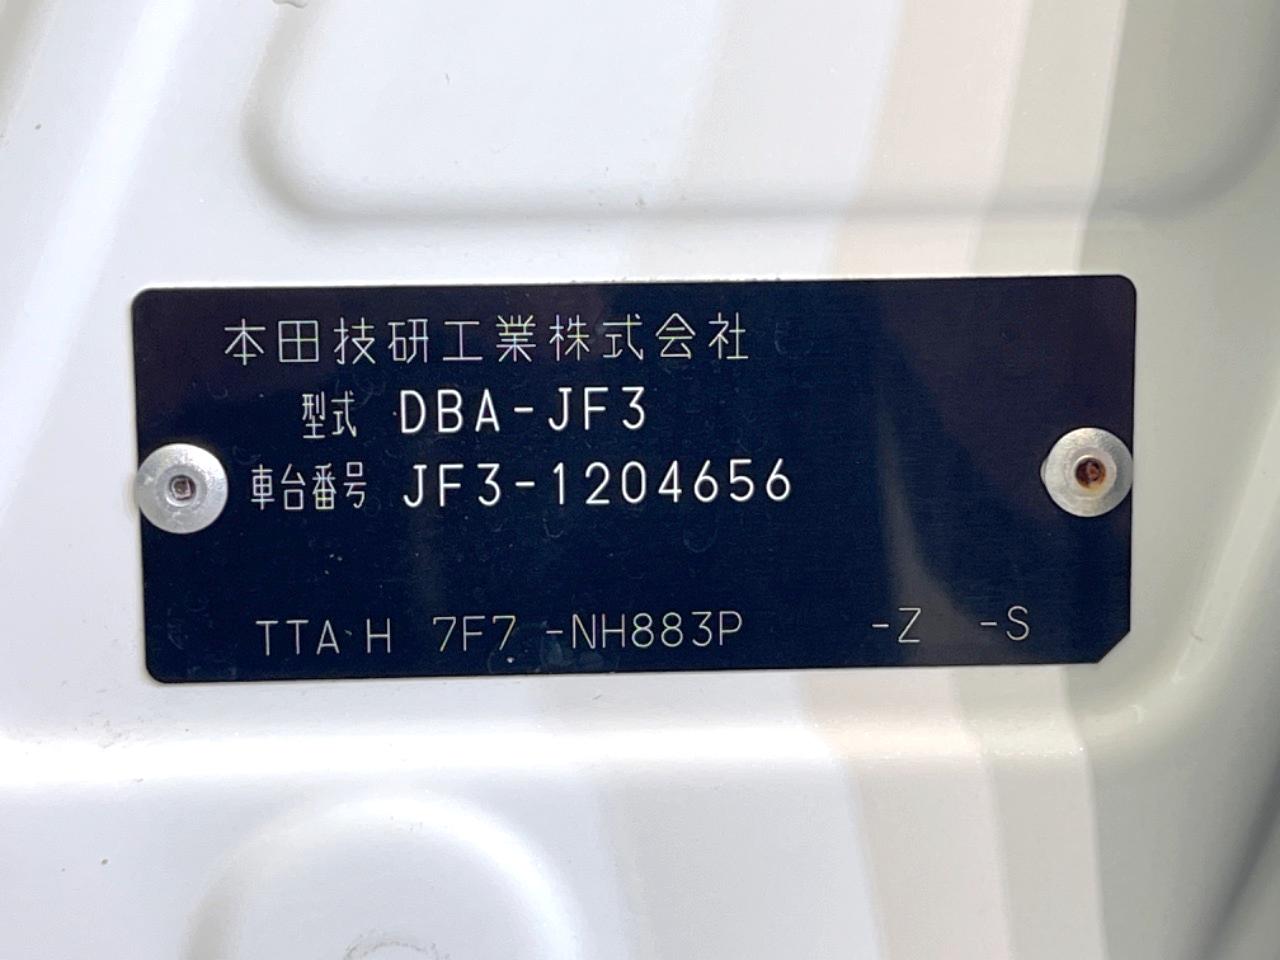 本田技研工業株式会社
型式 DBA-JF3
車台番号 JF3-1204656
TTA H 7F7 -NH883P -Z -S